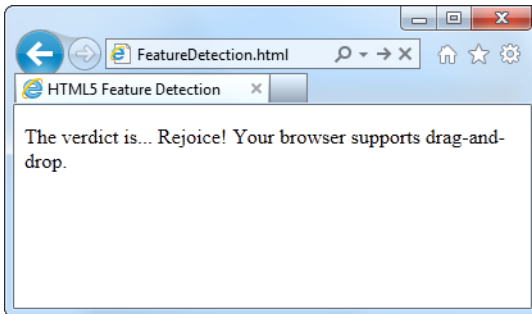 FeatureDetection.html
HTML5 Feature Detection
The verdict is... Rejoice! Your browser supports drag-and-
drop.